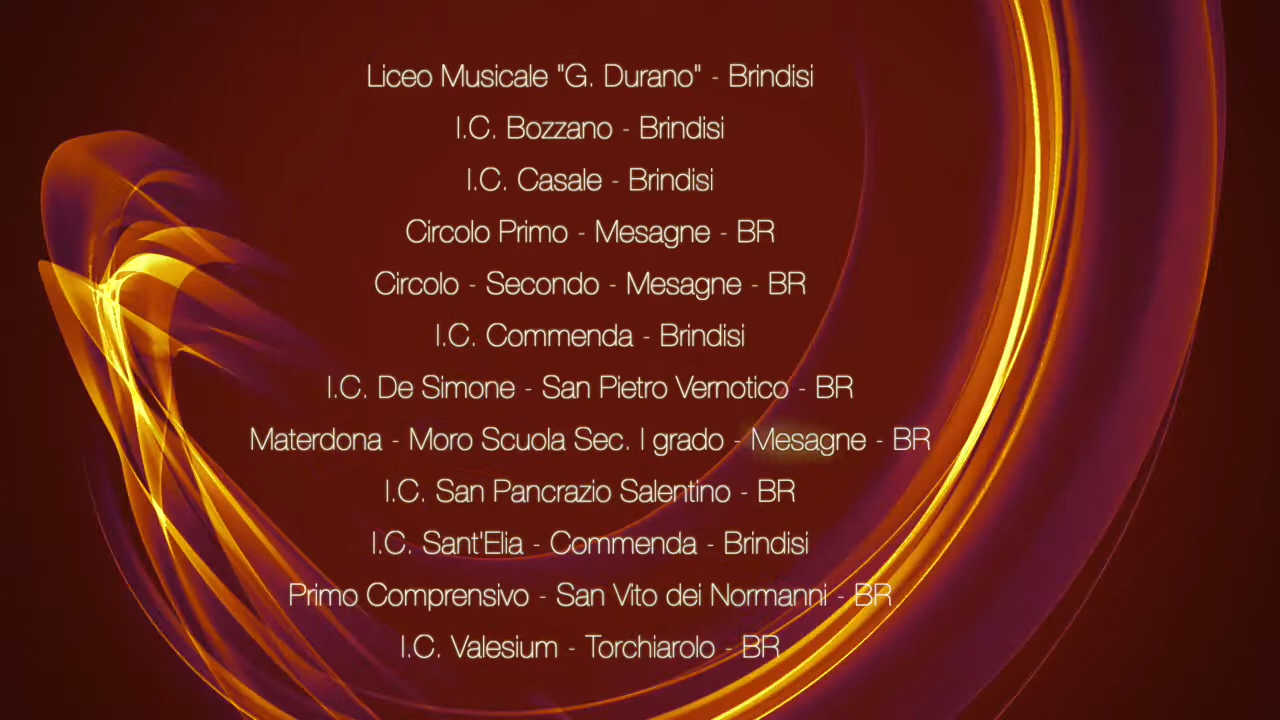 Liceo Musicale "G. Durano" - Brindisi
I.C. Bozzano - Brindisi
I.C. Casale - Brindisi
Circolo Primo - Mesagne - BR
Circolo - Secondo - Mesagne - BR
I.C. Commenda - Brindisi
I.C. De Simone - San Pietro Vernotico - BR
Materdona - Moro Scuola Sec. I grado - Mesagne - BR
I.C. San Pancrazio Salentino - BR
I.C. Sant'Elia - Commenda - Brindisi
Primo Comprensivo - San Vito dei Normanni - BR
I.C. Valesium - Torchiarolo - BR